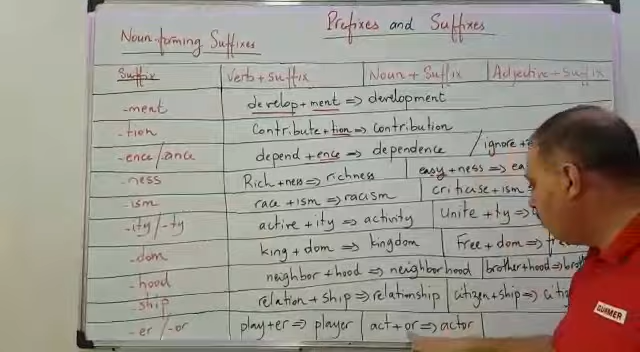 Prefixes and Suffixes
Noun-forming Suffixes
Suffix Verb + suffix Noun + Suffix Adjective + Suffix
-ment develop + ment ⇒ development
-tion Contribute + tion ⇒ contribution
-ence/-ance depend + ence ⇒ dependence / ignore +
-ness Rich + ness ⇒ richness easy + ness ⇒
-ism race + ism ⇒ racism criticise + ism
-ity/-ty active + ity ⇒ activity Unite + ty ⇒
-dom king + dom ⇒ kingdom Free + dom ⇒
-hood neighbor + hood ⇒ neighborhood brother + hood ⇒
-ship relation + ship ⇒ relationship citizen + ship ⇒
-er/-or play + er ⇒ player act + or ⇒ actor
GURMER